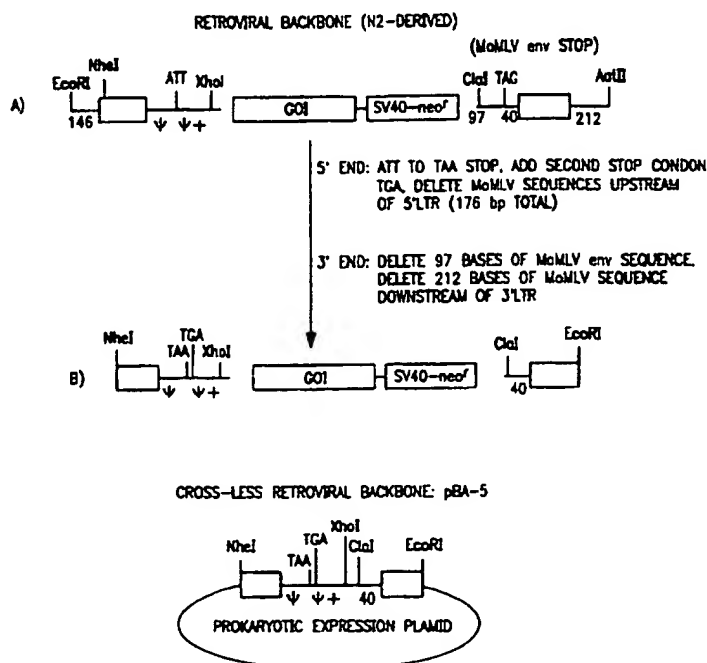 RETROVIRAL BACKBONE (N2-DERIVED)
(MoMLV env STOP)
A)
EcoRI NheI ATT XhoI ClaI TAG AatII
GOI SV40-neoʳ
146 Ψ Ψ + 97 40 212
5' END: ATT TO TAA STOP, ADD SECOND STOP CONDON
TGA, DELETE MoMLV SEQUENCES UPSTREAM
OF 5'LTR (176 bp TOTAL)
3' END: DELETE 97 BASES OF MoMLV env SEQUENCE,
DELETE 212 BASES OF MoMLV SEQUENCE
DOWNSTREAM OF 3'LTR
B)
NheI TAA TGA XhoI ClaI EcoRI
GOI SV40-neoʳ
Ψ Ψ + 40
CROSS-LESS RETROVIRAL BACKBONE: pBA-5
NheI TAA TGA XhoI ClaI EcoRI
Ψ Ψ + 40
PROKARYOTIC EXPRESSION PLAMID